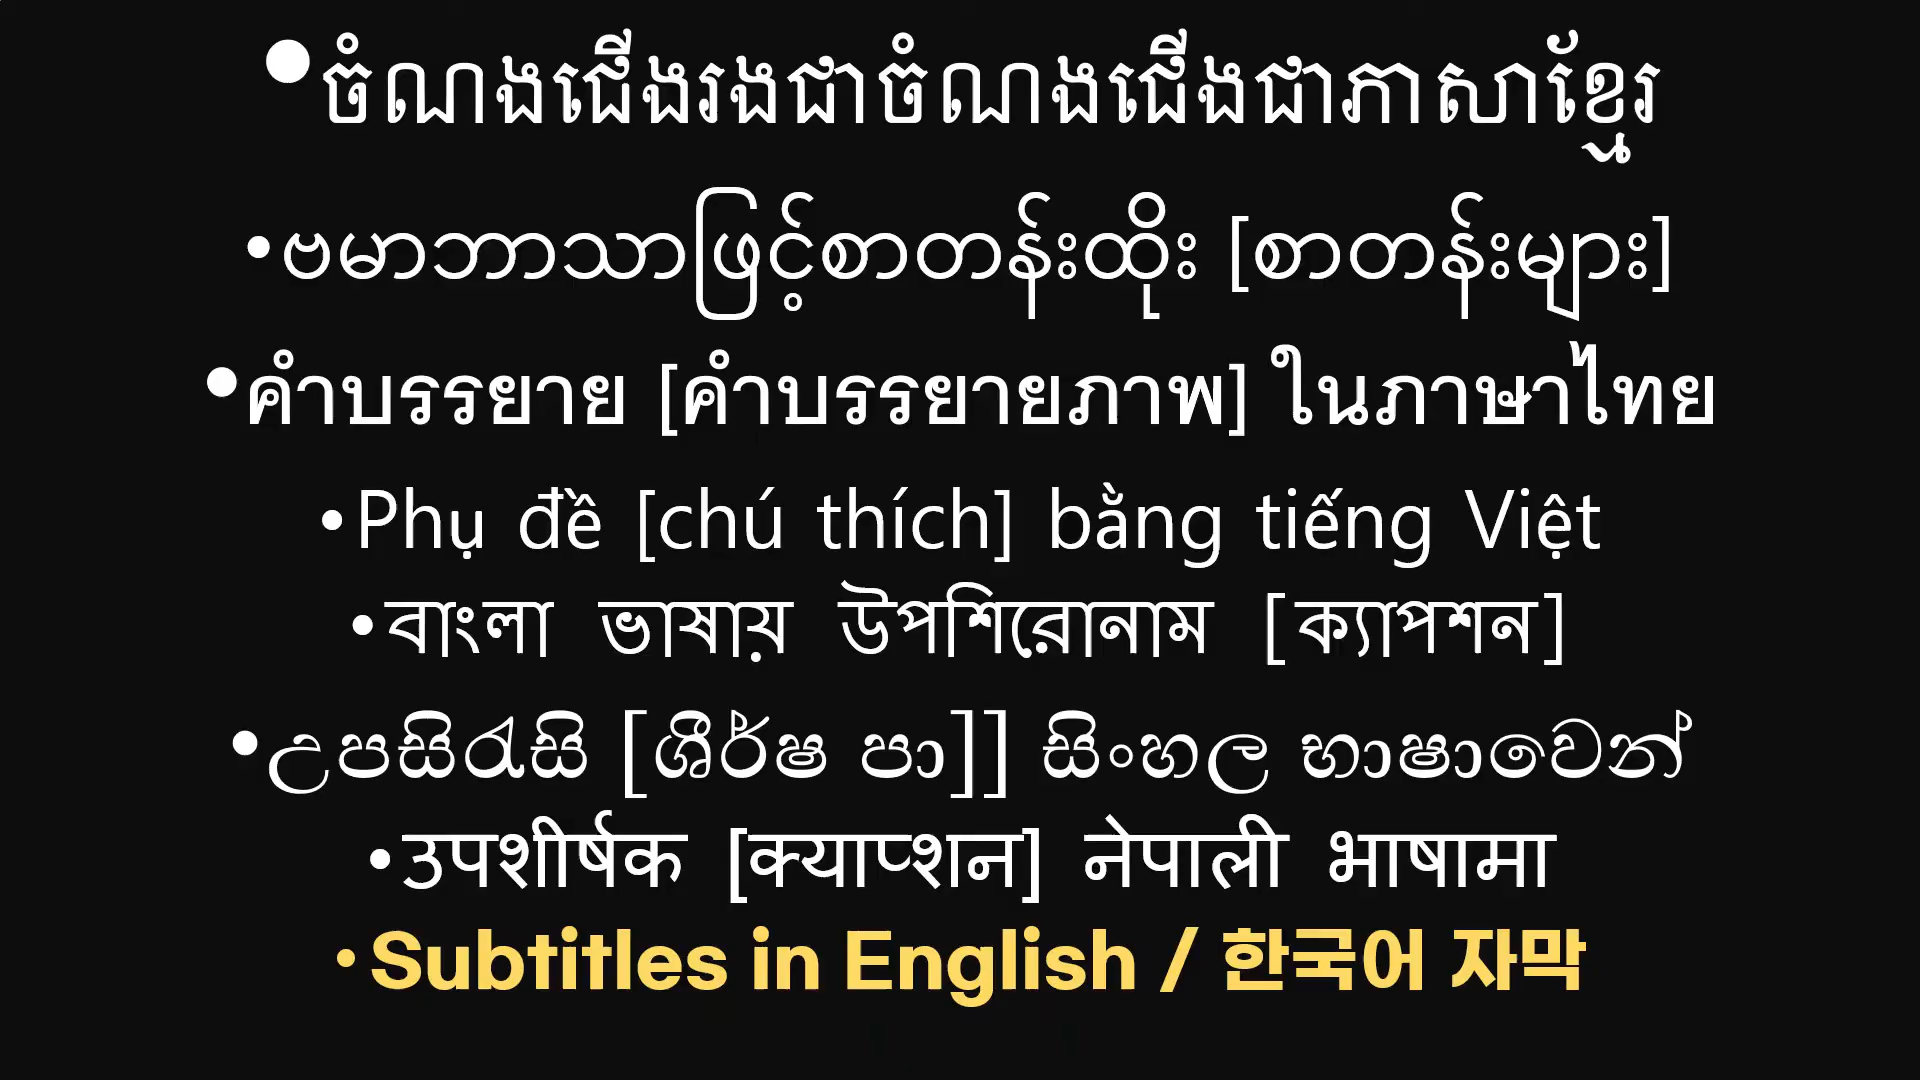 •ចំណងជើងរងជាចំណងជើងជាភាសាខ្មែរ
•ဗမာဘာသာဖြင့်စာတန်းထိုး [စာတန်းများ]
•คำบรรยาย [คำบรรยายภาพ] ในภาษาไทย
•Phụ đề [chú thích] bằng tiếng Việt
•বাংলা ভাষায় উপশিরোনাম [ক্যাপশন]
•උපසිරැසි [ශීර්ෂ පා]] සිංහල භාෂාවෙන්
•उपशीर्षक [क्याप्शन] नेपाली भाषामा
•Subtitles in English / 한국어 자막